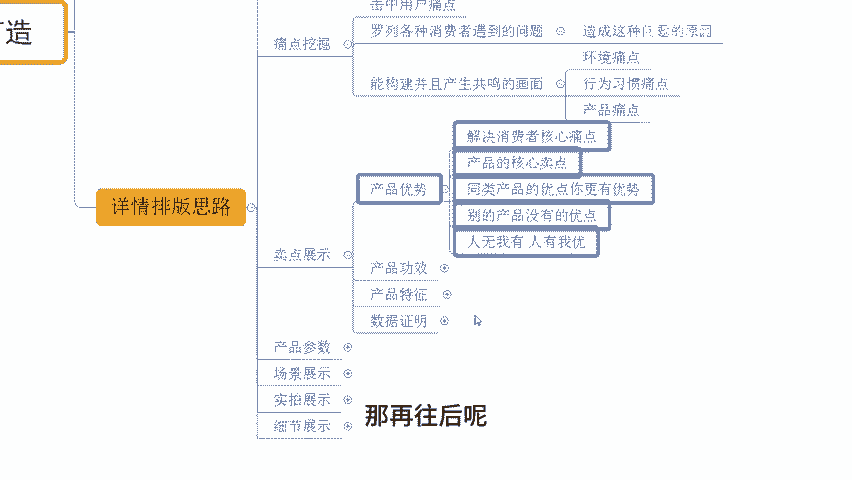 造
击中用户痛点
痛点挖掘
罗列各种消费者遇到的问题
造成这种问题的原因
环境痛点
能构建并且产生共鸣的画面
行为习惯痛点
产品痛点
解决消费者核心痛点
产品的核心卖点
产品优势
同类产品的优点你更有优势
详情排版思路
别的产品没有的优点
人无我有 人有我优
卖点展示
产品功效
产品特征
数据证明
产品参数
场景展示
实拍展示
那再往后呢
细节展示